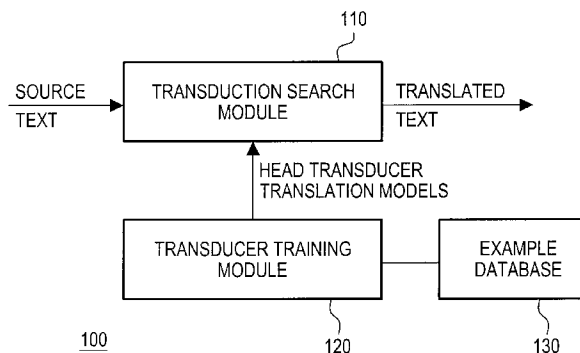 110
SOURCE
TEXT
TRANSDUCTION SEARCH
MODULE
TRANSLATED
TEXT
HEAD TRANSDUCER
TRANSLATION MODELS
TRANSDUCER TRAINING
MODULE
EXAMPLE
DATABASE
100
120
130